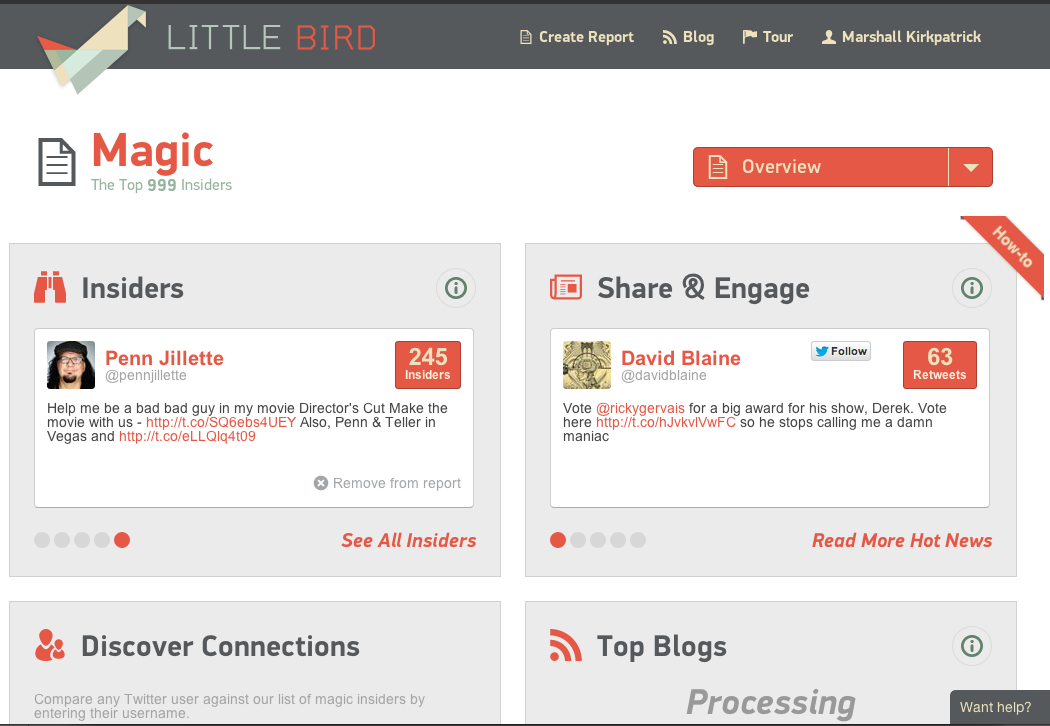 LITTLE BIRD
Create Report
Blog
Tour
Marshall Kirkpatrick
Magic
The Top 999 Insiders
Overview
How-to
Insiders
Penn Jillette
@pennjillette
245
Insiders
Help me be a bad bad guy in my movie Director's Cut Make the
movie with us - http://t.co/SQ6ebs4UEY Also, Penn & Teller in
Vegas and http://t.co/eLLQlq4t09
Remove from report
See All Insiders
Share & Engage
David Blaine
@davidblaine
Follow
63
Retweets
Vote @rickygervais for a big award for his show, Derek. Vote
here http://t.co/hJvkvlVwFC so he stops calling me a damn
maniac
Read More Hot News
Discover Connections
Compare any Twitter user against our list of magic insiders by
entering their username.
Top Blogs
Processing
Want help?